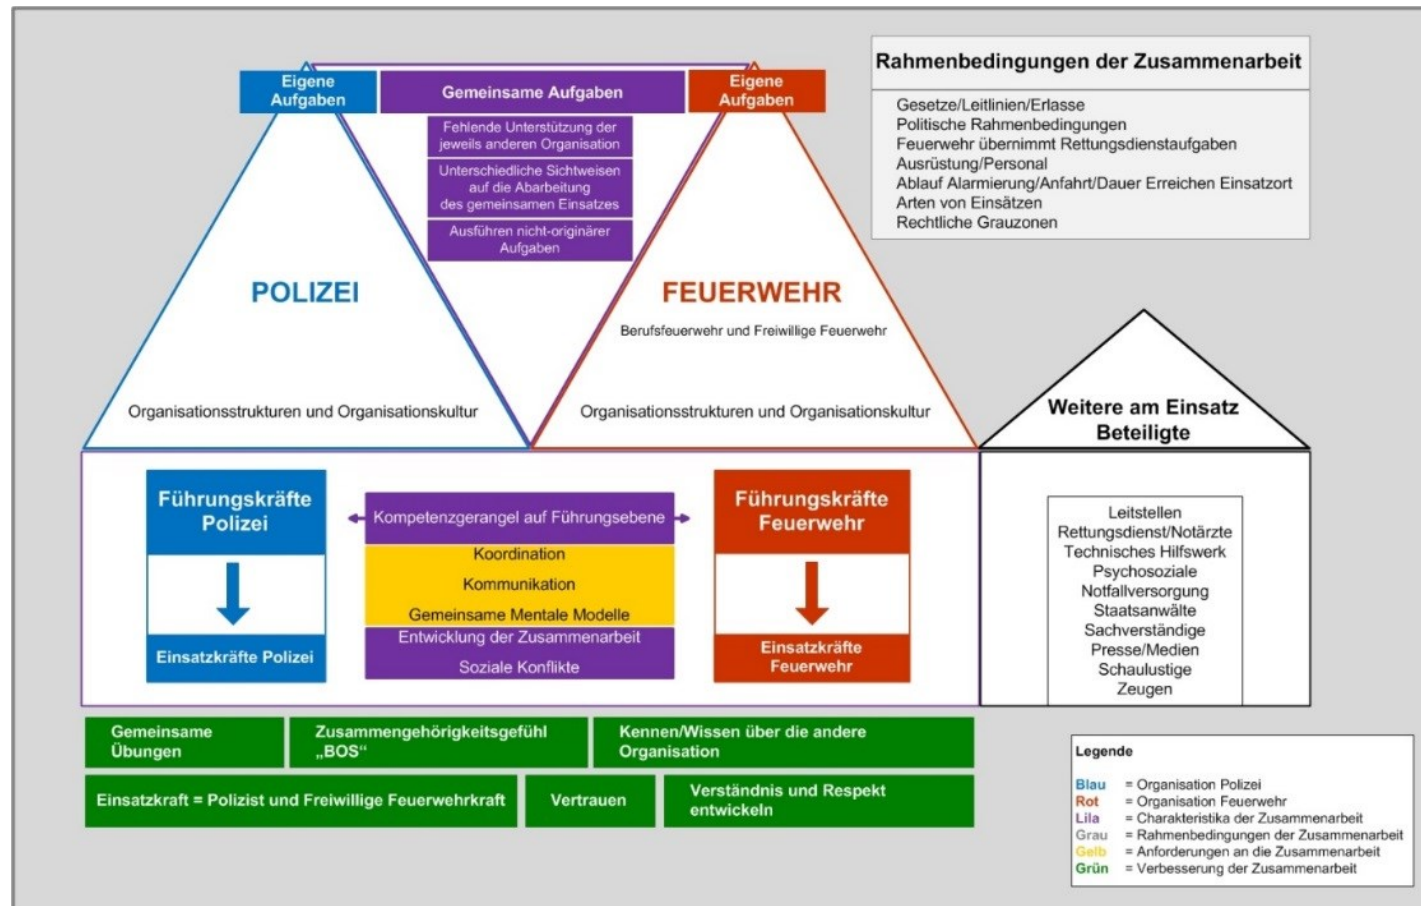 Eigene
Aufgaben
Gemeinsame Aufgaben
Eigene
Aufgaben
Fehlende Unterstützung der
jeweils anderen Organisation
Unterschiedliche Sichtweisen
auf die Abarbeitung
des gemeinsamen Einsatzes
Ausführen nicht-originärer
Aufgaben
POLIZEI
Organisationsstrukturen und Organisationskultur
FEUERWEHR
Berufsfeuerwehr und Freiwillige Feuerwehr
Organisationsstrukturen und Organisationskultur
Rahmenbedingungen der Zusammenarbeit
Gesetze/Leitlinien/Erlasse
Politische Rahmenbedingungen
Feuerwehr übernimmt Rettungsdienstaufgaben
Ausrüstung/Personal
Ablauf Alarmierung/Anfahrt/Dauer Erreichen Einsatzort
Arten von Einsätzen
Rechtliche Grauzonen
Führungskräfte
Polizei
Einsatzkräfte Polizei
Kompetenzgerangel auf Führungsebene
Koordination
Kommunikation
Gemeinsame Mentale Modelle
Entwicklung der Zusammenarbeit
Soziale Konflikte
Führungskräfte
Feuerwehr
Einsatzkräfte
Feuerwehr
Weitere am Einsatz
Beteiligte
Leitstellen
Rettungsdienst/Notärzte
Technisches Hilfswerk
Psychosoziale
Notfallversorgung
Staatsanwälte
Sachverständige
Presse/Medien
Schaulustige
Zeugen
Gemeinsame
Übungen
Zusammengehörigkeitsgefühl
„BOS“
Kennen/Wissen über die andere
Organisation
Einsatzkraft = Polizist und Freiwillige Feuerwehrkraft
Vertrauen
Verständnis und Respekt
entwickeln
Legende
Blau = Organisation Polizei
Rot = Organisation Feuerwehr
Lila = Charakteristika der Zusammenarbeit
Grau = Rahmenbedingungen der Zusammenarbeit
Gelb = Anforderungen an die Zusammenarbeit
Grün = Verbesserung der Zusammenarbeit